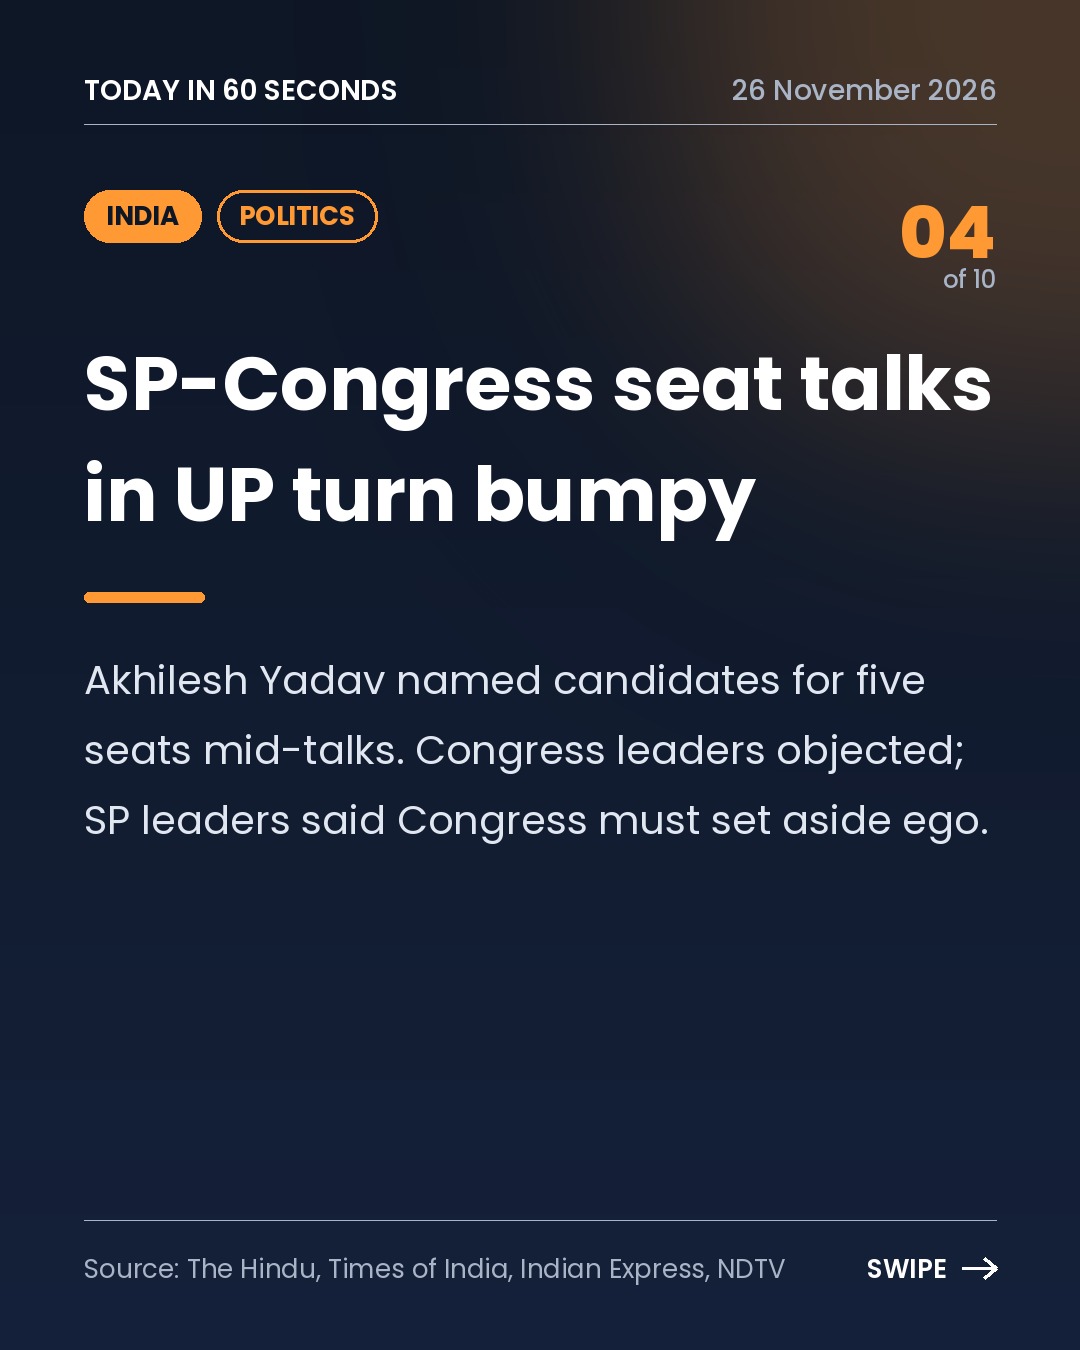 TODAY IN 60 SECONDS
26 November 2026
INDIA
POLITICS
04
of 10
SP-Congress seat talks
in UP turn bumpy
Akhilesh Yadav named candidates for five
seats mid-talks. Congress leaders objected;
SP leaders said Congress must set aside ego.
Source: The Hindu, Times of India, Indian Express, NDTV
SWIPE →